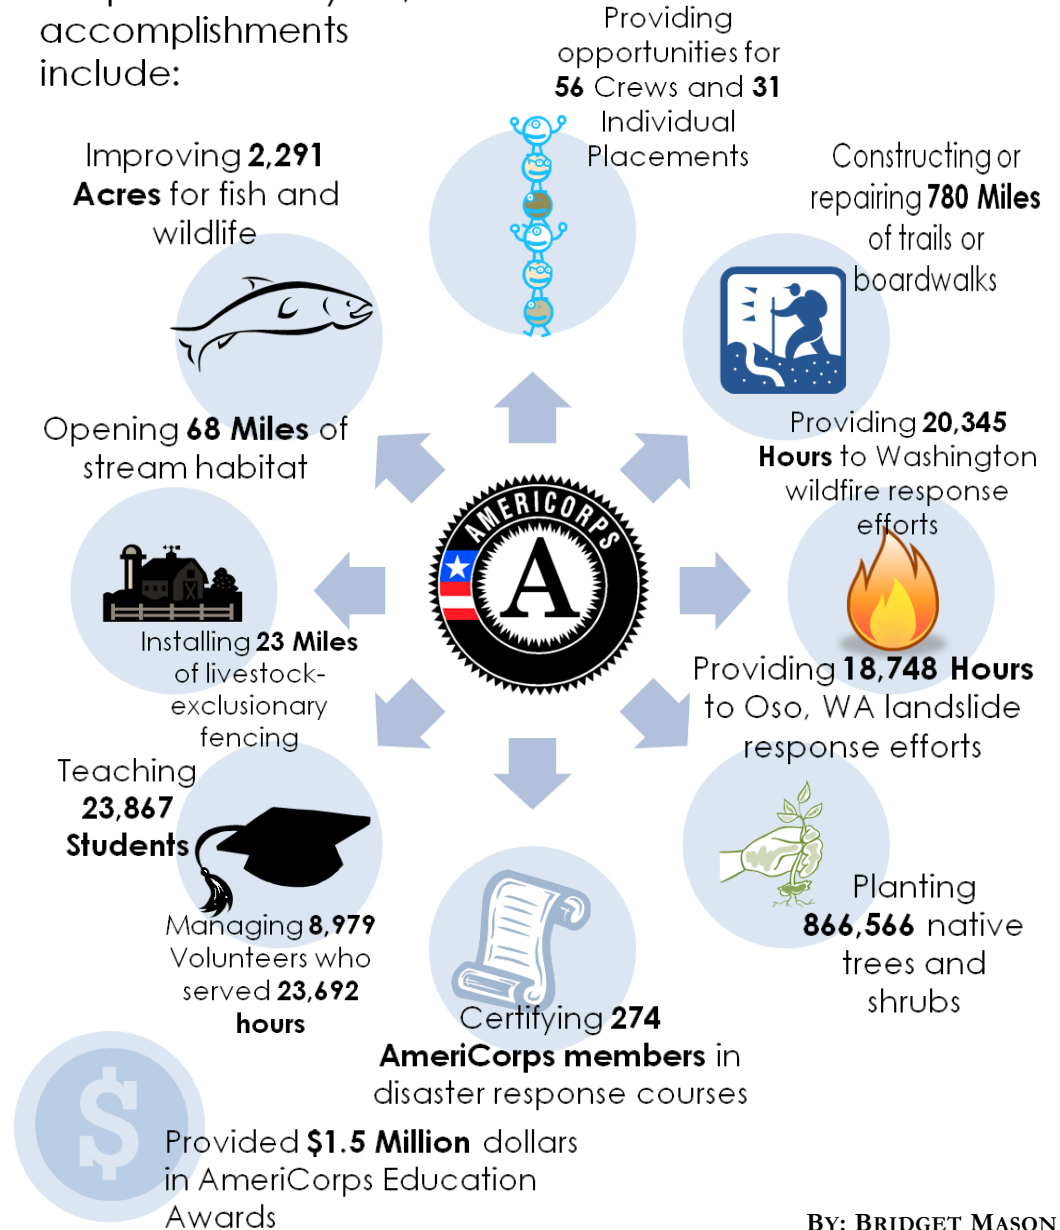 accomplishments
include:
Providing
opportunities for
56 Crews and 31
Individual
Placements
Improving 2,291
Acres for fish and
wildlife
Constructing or
repairing 780 Miles
of trails or
boardwalks
Opening 68 Miles of
stream habitat
Providing 20,345
Hours to Washington
wildfire response
efforts
AMERICORPS
A
Installing 23 Miles
of livestock-
exclusionary
fencing
Providing 18,748 Hours
to Oso, WA landslide
response efforts
Teaching
23,867
Students
Managing 8,979
Volunteers who
served 23,692
hours
Planting
866,566 native
trees and
shrubs
Certifying 274
AmeriCorps members in
disaster response courses
$
Provided $1.5 Million dollars
in AmeriCorps Education
Awards
BY: BRIDGET MASON